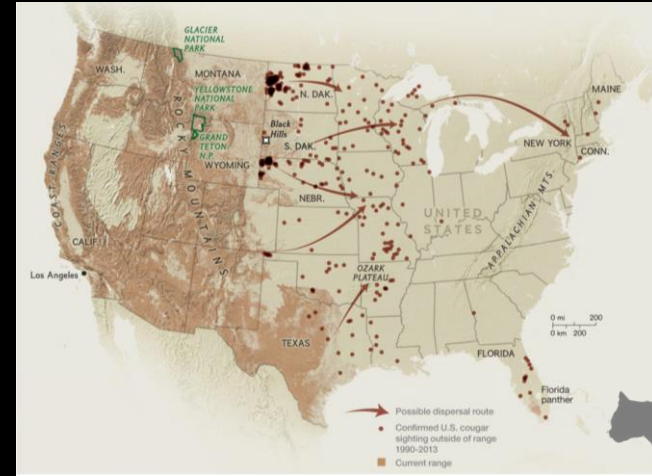 GLACIER
NATIONAL
PARK
WASH.
MONTANA
MAINE
YELLOWSTONE
NATIONAL
PARK
N. DAK.
Black
Hills
GRAND
TETON
N.P.
S. DAK.
NEW YORK
CONN.
WYOMING
ROCKY MOUNTAINS
COAST RANGES
NEBR.
UNITED
STATES
APPALACHIAN MTS.
CALIF.
Los Angeles
OZARK
PLATEAU
0 mi 200
0 km 200
TEXAS
FLORIDA
Florida
panther
Possible dispersal route
Confirmed U.S. cougar
sighting outside of range
1990-2013
Current range